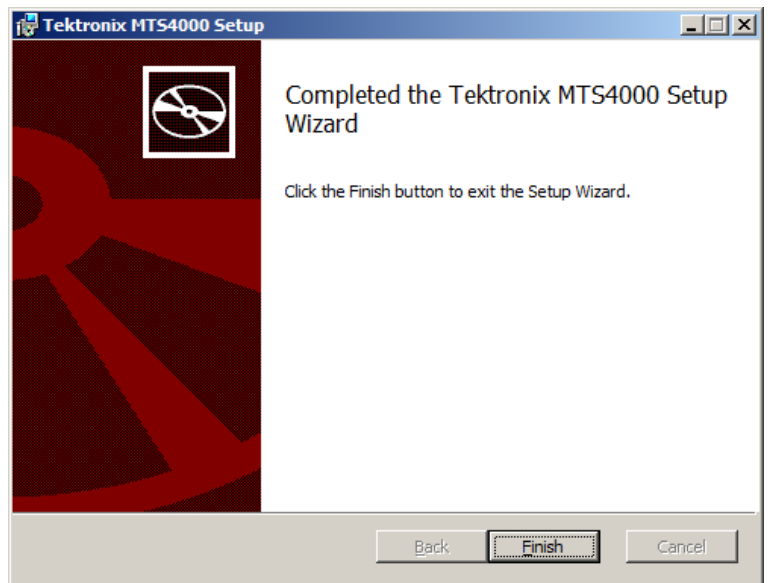 Tektronix MTS4000 Setup
Completed the Tektronix MTS4000 Setup
Wizard
Click the Finish button to exit the Setup Wizard.
Back
Finish
Cancel